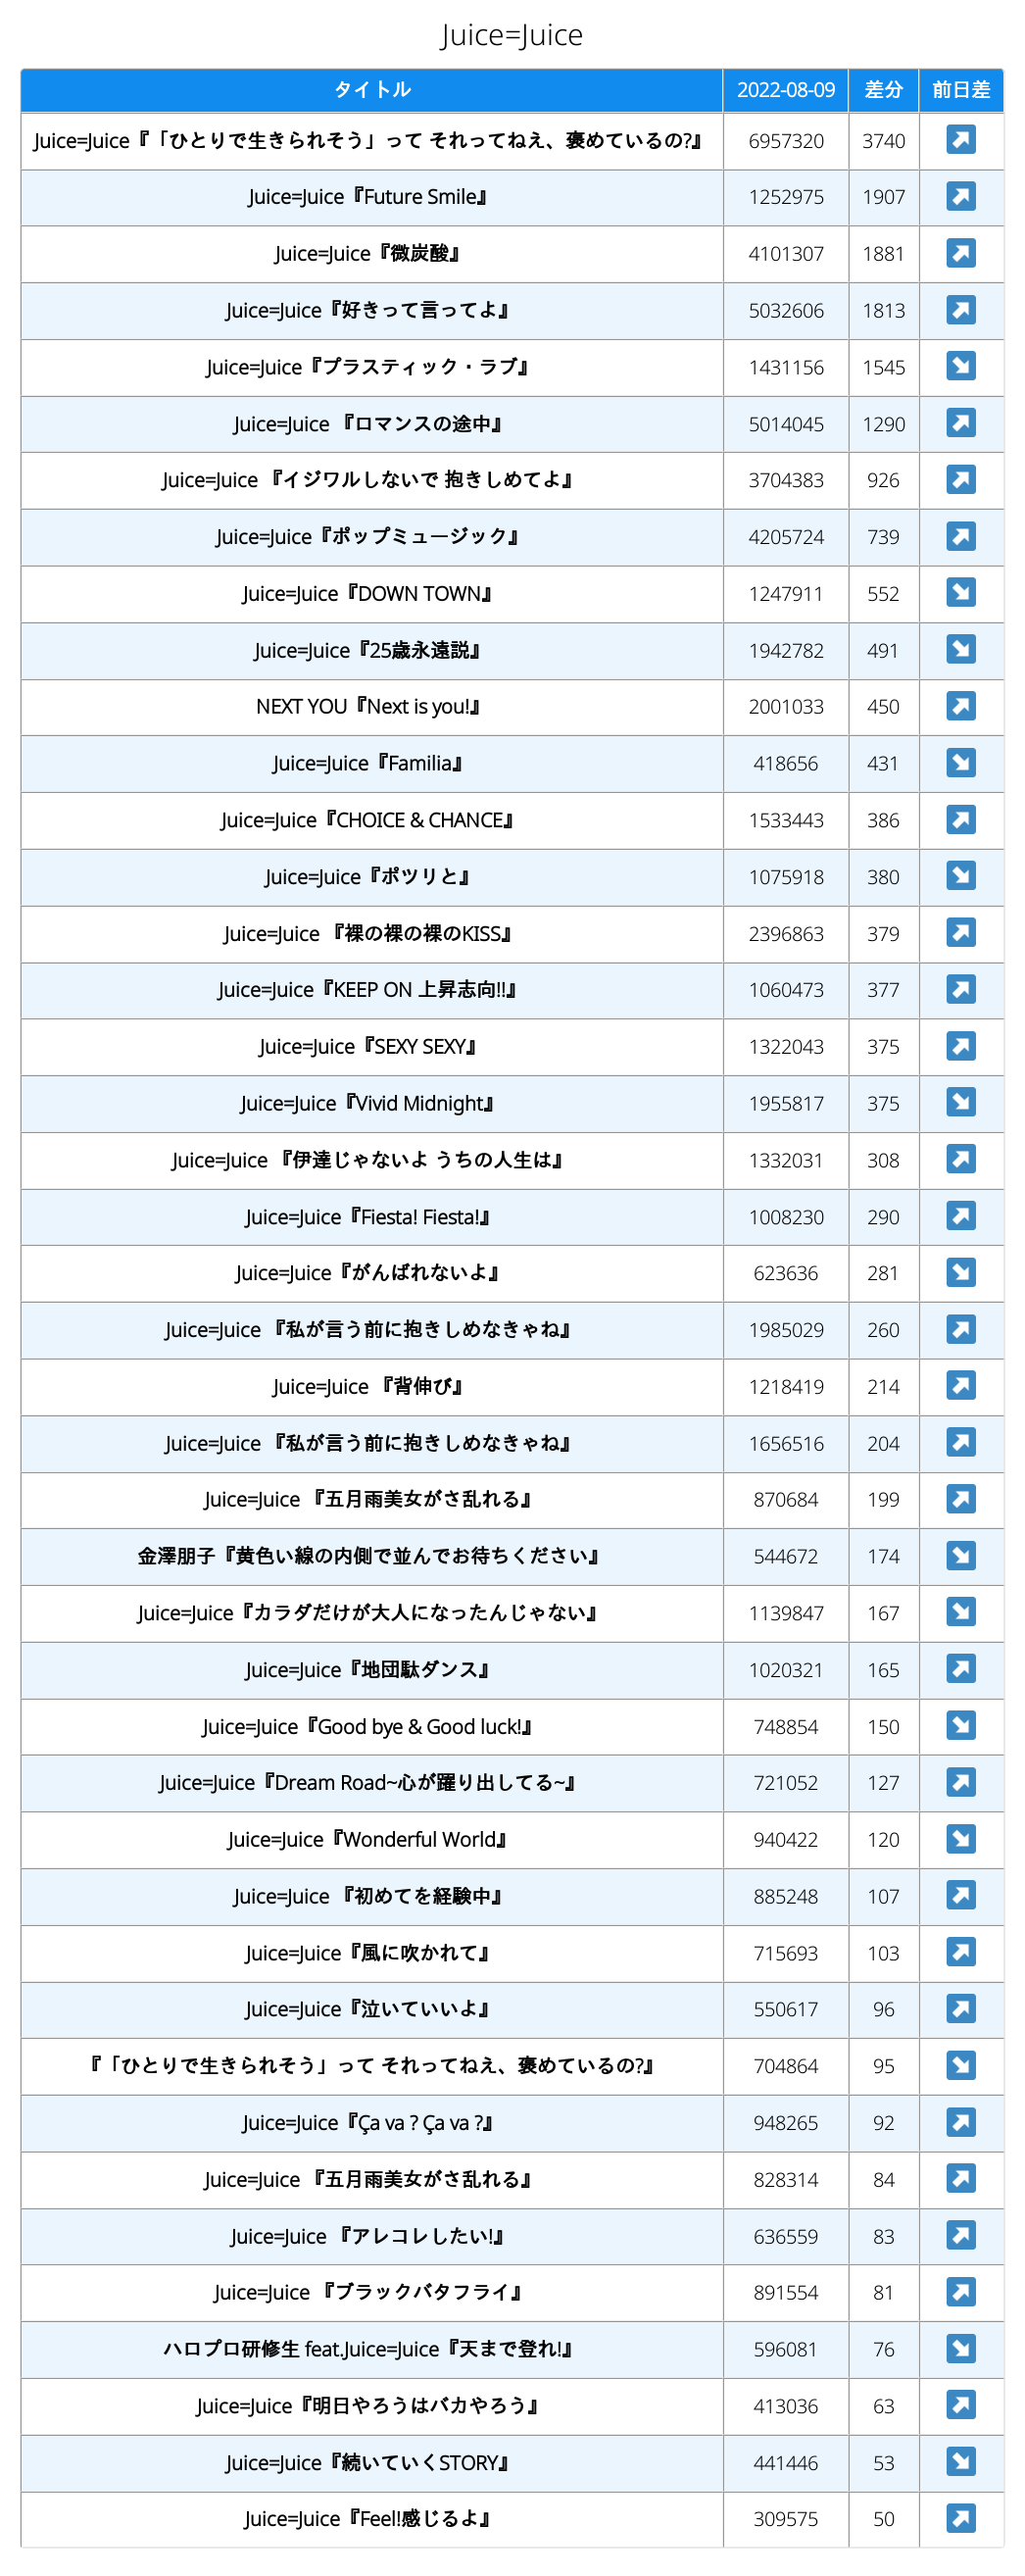 Juice=Juice
タイトル 2022-08-09 差分 前日差
Juice=Juice『「ひとりで生きられそう」って それってねえ、褒めているの?』 6957320 3740 ↗
Juice=Juice『Future Smile』 1252975 1907 ↗
Juice=Juice『微炭酸』 4101307 1881 ↗
Juice=Juice『好きって言ってよ』 5032606 1813 ↗
Juice=Juice『プラスティック・ラブ』 1431156 1545 ↘
Juice=Juice 『ロマンスの途中』 5014045 1290 ↗
Juice=Juice 『イジワルしないで 抱きしめてよ』 3704383 926 ↗
Juice=Juice『ポップミュージック』 4205724 739 ↗
Juice=Juice『DOWN TOWN』 1247911 552 ↘
Juice=Juice『25歳永遠説』 1942782 491 ↘
NEXT YOU『Next is you!』 2001033 450 ↗
Juice=Juice『Familia』 418656 431 ↘
Juice=Juice『CHOICE & CHANCE』 1533443 386 ↗
Juice=Juice『ポツリと』 1075918 380 ↘
Juice=Juice 『裸の裸の裸のKISS』 2396863 379 ↗
Juice=Juice『KEEP ON 上昇志向!!』 1060473 377 ↗
Juice=Juice『SEXY SEXY』 1322043 375 ↗
Juice=Juice『Vivid Midnight』 1955817 375 ↘
Juice=Juice 『伊達じゃないよ うちの人生は』 1332031 308 ↗
Juice=Juice『Fiesta! Fiesta!』 1008230 290 ↗
Juice=Juice『がんばれないよ』 623636 281 ↘
Juice=Juice 『私が言う前に抱きしめなきゃね』 1985029 260 ↗
Juice=Juice 『背伸び』 1218419 214 ↗
Juice=Juice 『私が言う前に抱きしめなきゃね』 1656516 204 ↗
Juice=Juice 『五月雨美女がさ乱れる』 870684 199 ↗
金澤朋子『黄色い線の内側で並んでお待ちください』 544672 174 ↘
Juice=Juice『カラダだけが大人になったんじゃない』 1139847 167 ↘
Juice=Juice『地団駄ダンス』 1020321 165 ↗
Juice=Juice『Good bye & Good luck!』 748854 150 ↘
Juice=Juice『Dream Road~心が躍り出してる~』 721052 127 ↗
Juice=Juice『Wonderful World』 940422 120 ↘
Juice=Juice 『初めてを経験中』 885248 107 ↗
Juice=Juice『風に吹かれて』 715693 103 ↗
Juice=Juice『泣いていいよ』 550617 96 ↗
『「ひとりで生きられそう」って それってねえ、褒めているの?』 704864 95 ↘
Juice=Juice『Ça va ? Ça va ?』 948265 92 ↗
Juice=Juice 『五月雨美女がさ乱れる』 828314 84 ↗
Juice=Juice 『アレコレしたい!』 636559 83 ↗
Juice=Juice 『ブラックバタフライ』 891554 81 ↗
ハロプロ研修生 feat.Juice=Juice『天まで登れ!』 596081 76 ↘
Juice=Juice『明日やろうはバカやろう』 413036 63 ↗
Juice=Juice『続いていくSTORY』 441446 53 ↘
Juice=Juice『Feel!感じるよ』 309575 50 ↗